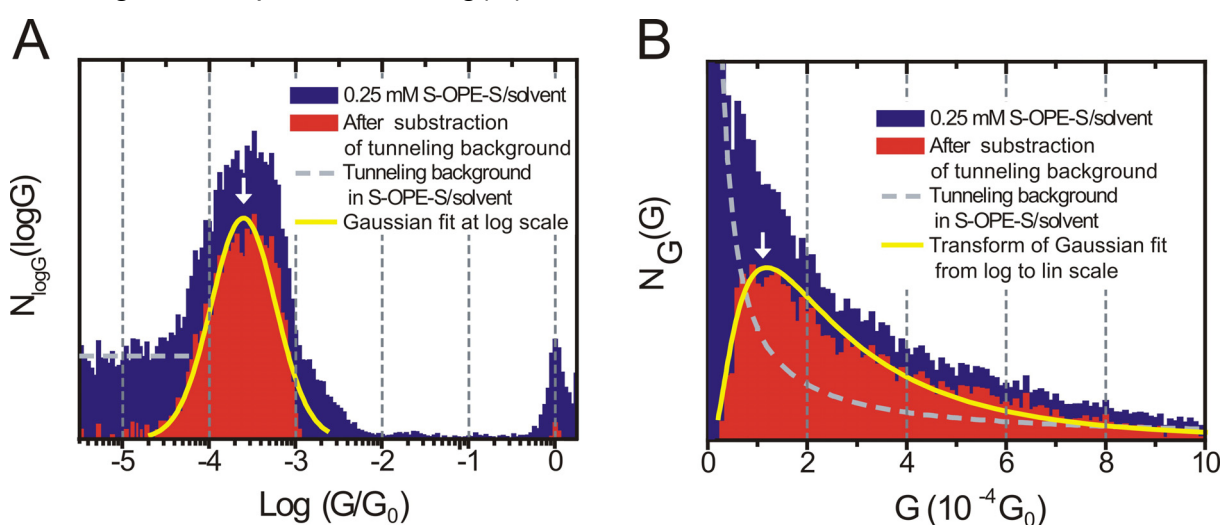 A
0.25 mM S-OPE-S/solvent
After substraction
of tunneling background
Tunneling background
in S-OPE-S/solvent
Gaussian fit at log scale
N_logG(logG)
-5 -4 -3 -2 -1 0
Log (G/G_0)
B
0.25 mM S-OPE-S/solvent
After substraction
of tunneling background
Tunneling background
in S-OPE-S/solvent
Transform of Gaussian fit
from log to lin scale
N_G(G)
0 2 4 6 8 10
G (10^-4 G_0)